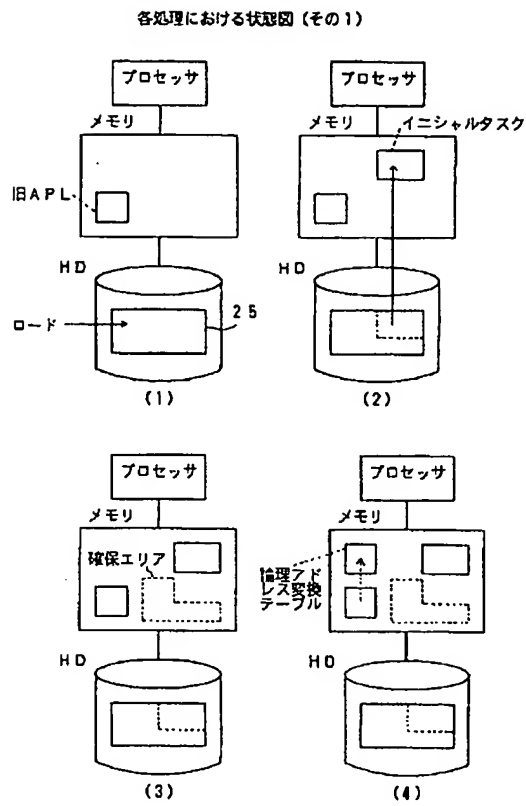 各処理における状態図（その１）
プロセッサ
メモリ
旧ＡＰＬ
ＨＤ
ロード
２５
（１）
プロセッサ
メモリ
イニシャルタスク
ＨＤ
（２）
プロセッサ
メモリ
確保エリア
ＨＤ
（３）
プロセッサ
メモリ
論理アド
レス変換
テーブル
ＨＤ
（４）